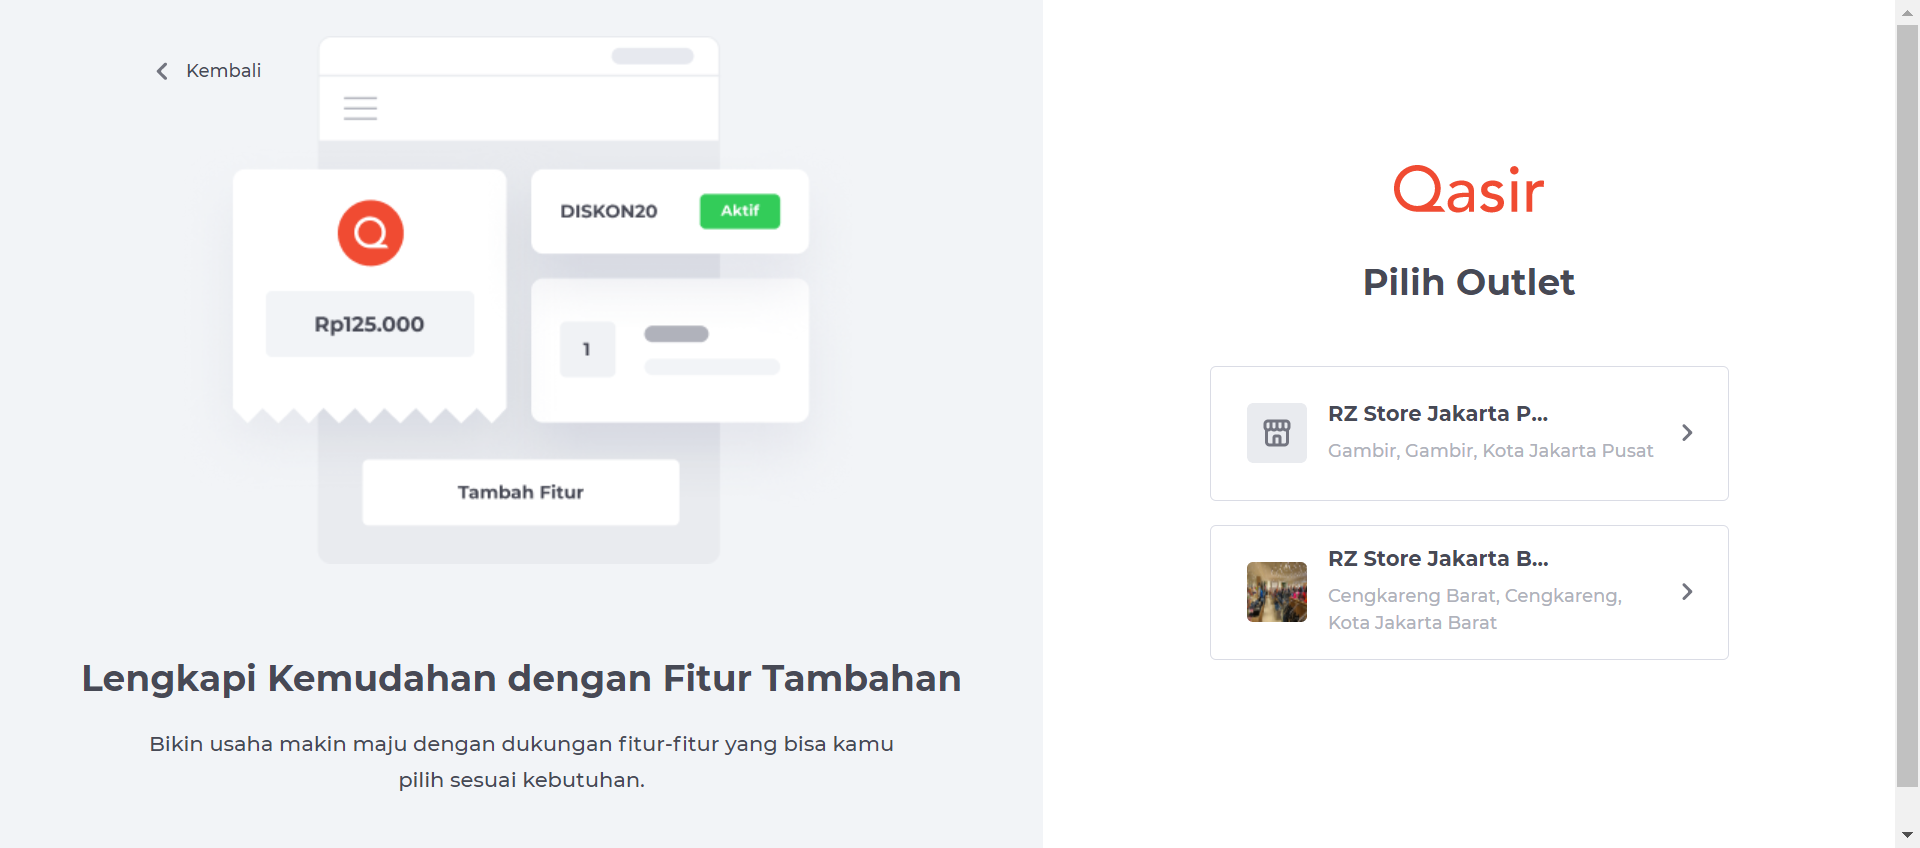 Kembali
DISKON20
Aktif
Rp125.000
1
Tambah Fitur
Lengkapi Kemudahan dengan Fitur Tambahan
Bikin usaha makin maju dengan dukungan fitur-fitur yang bisa kamu
pilih sesuai kebutuhan.
Qasir
Pilih Outlet
RZ Store Jakarta P...
Gambir, Gambir, Kota Jakarta Pusat
RZ Store Jakarta B...
Cengkareng Barat, Cengkareng,
Kota Jakarta Barat